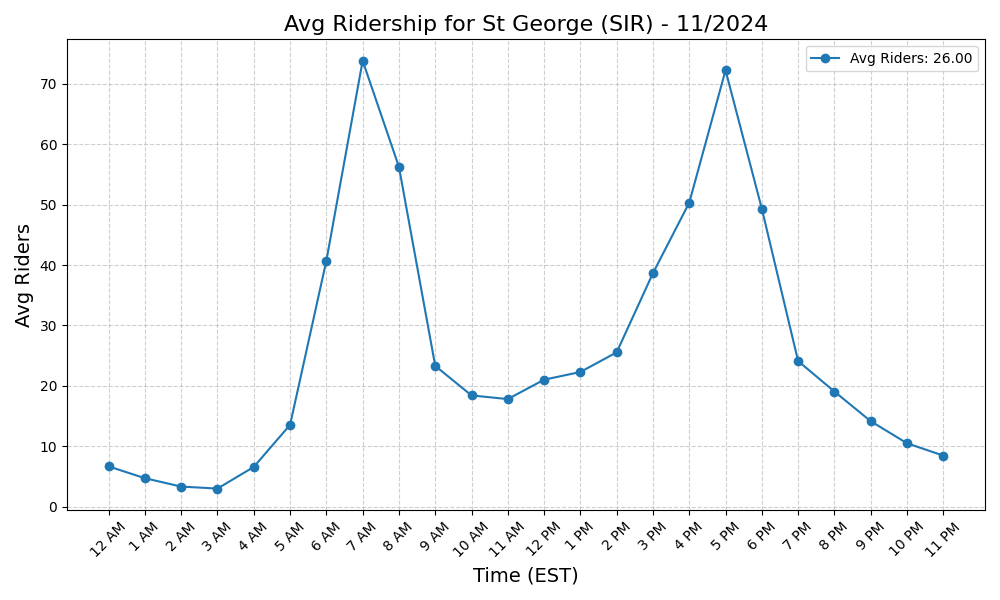 Avg Ridership for St George (SIR) - 11/2024
Avg Riders: 26.00
Avg Riders
70
60
50
40
30
20
10
0
12 AM
1 AM
2 AM
3 AM
4 AM
5 AM
6 AM
7 AM
8 AM
9 AM
10 AM
11 AM
12 PM
1 PM
2 PM
3 PM
4 PM
5 PM
6 PM
7 PM
8 PM
9 PM
10 PM
11 PM
Time (EST)